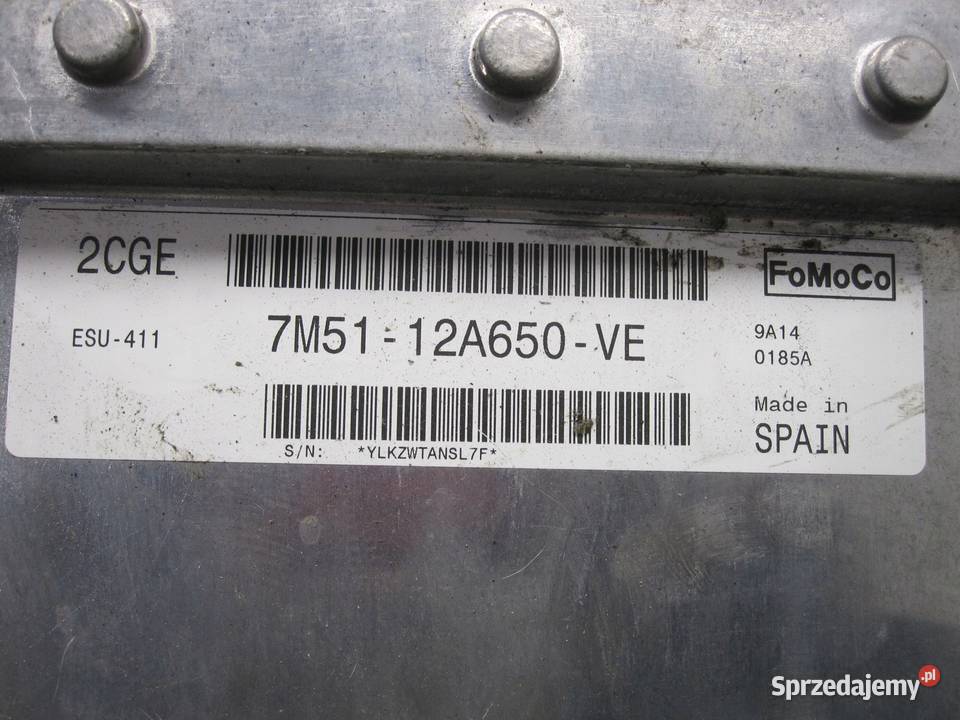 2CGE
FoMoCo
ESU-411
7M51-12A650-VE
9A14
0185A
Made in
SPAIN
S/N: *YLKZWTANSL7F*
Sprzedajemy.pl